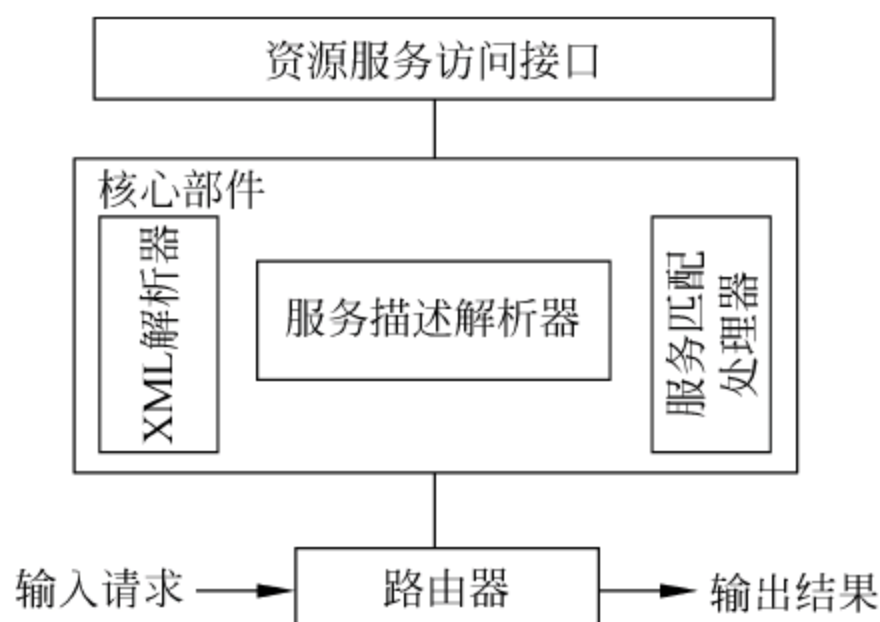 资源服务访问接口
核心部件
XML解析器
服务描述解析器
服务匹配
处理器
输入请求
路由器
输出结果